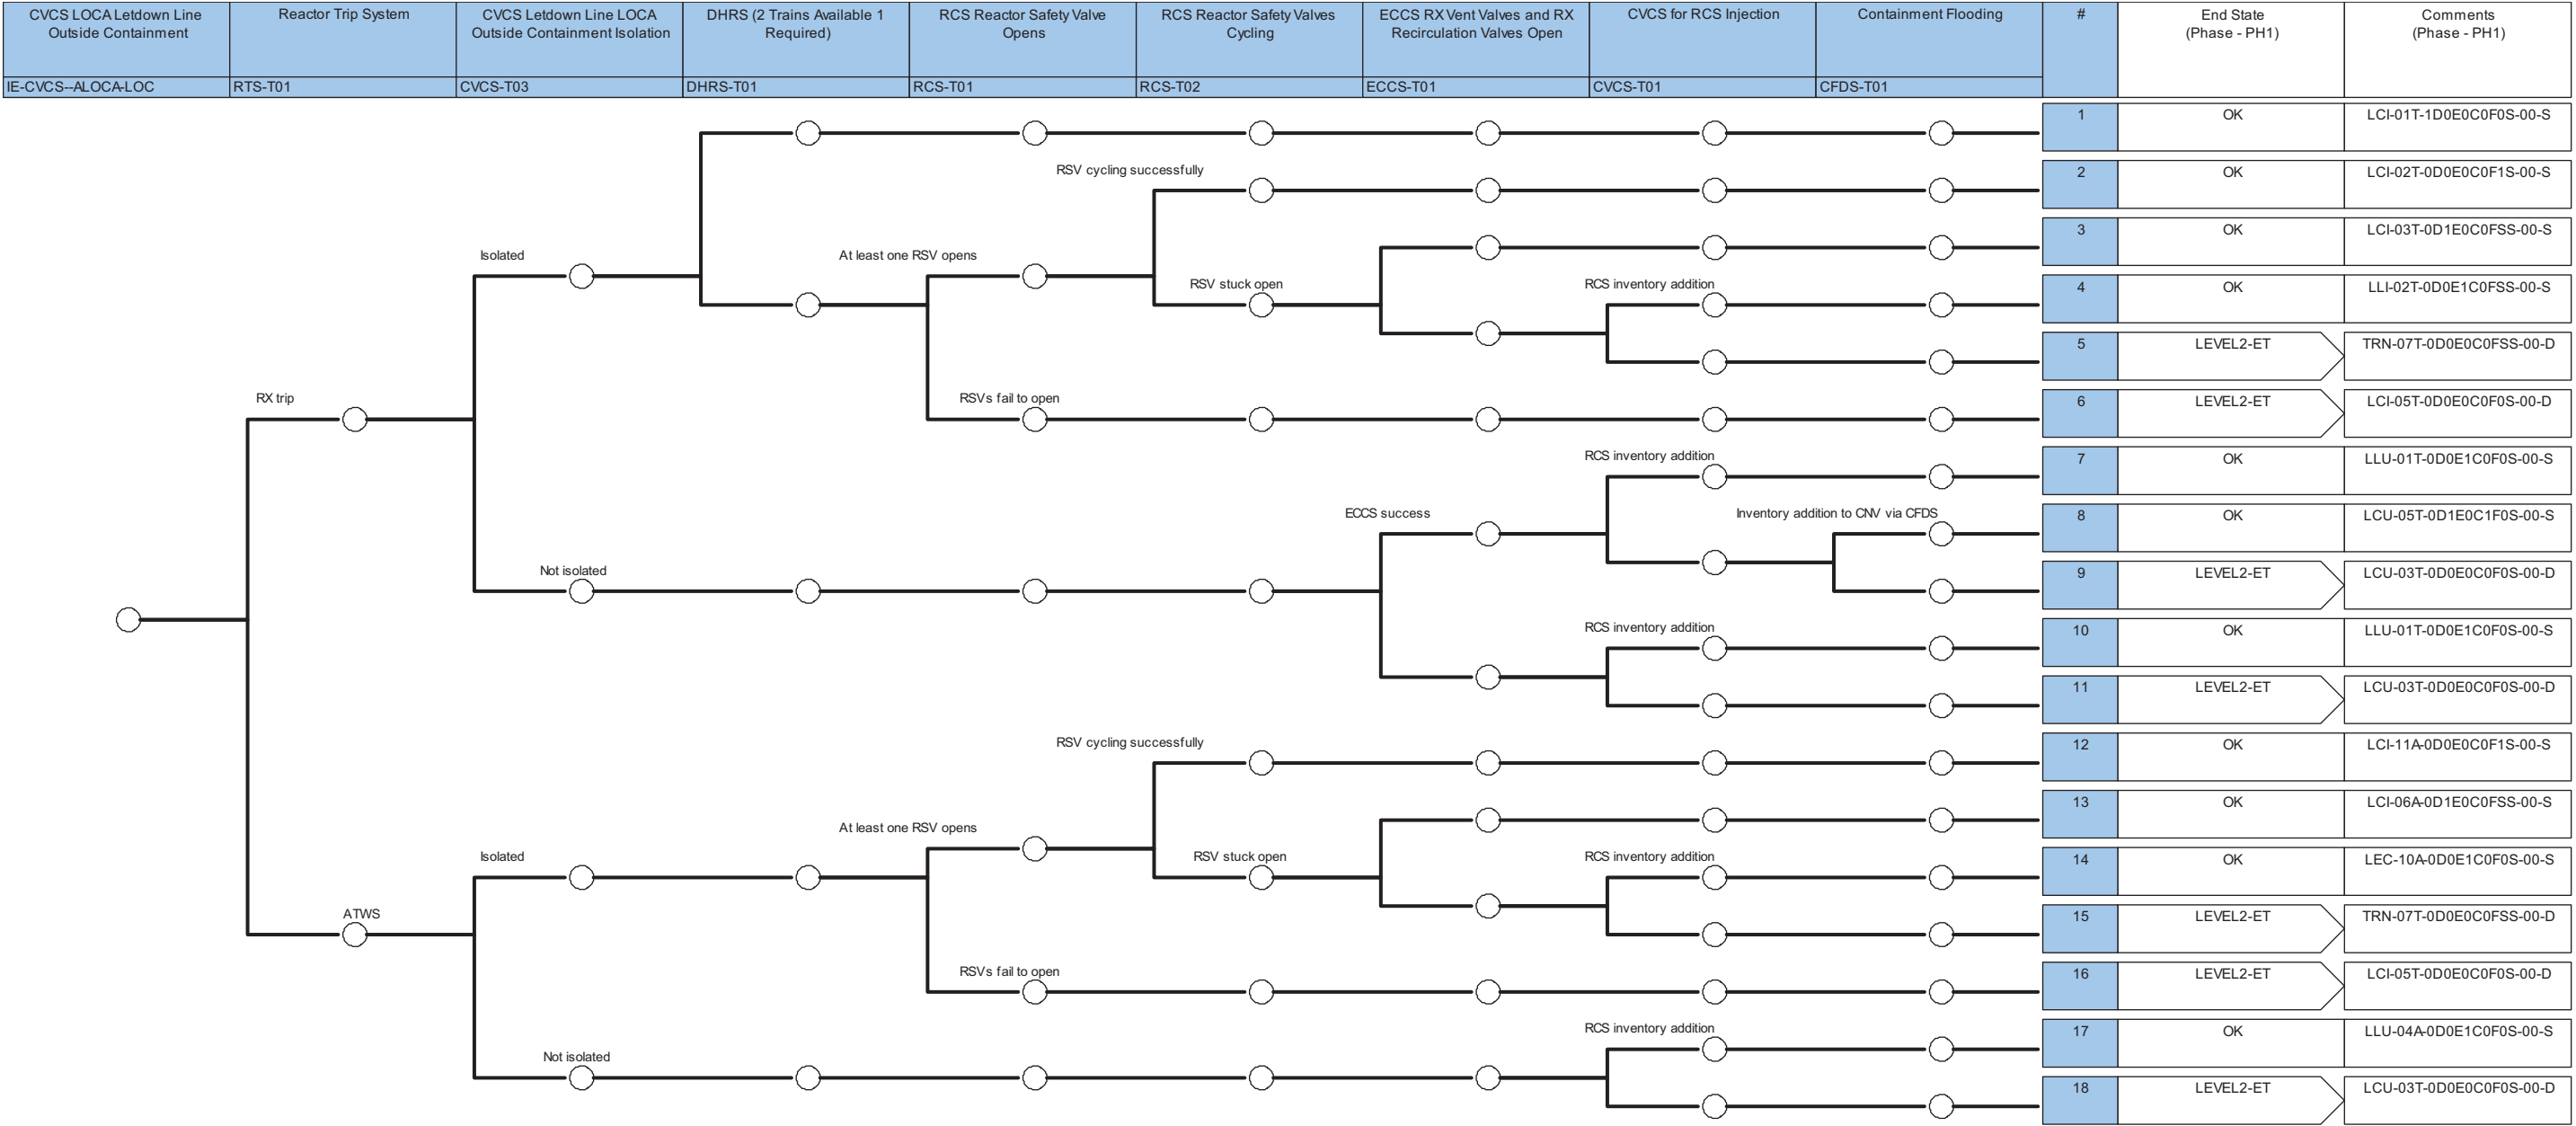 CVCS LOCA Letdown Line
Outside Containment
Reactor Trip System
CVCS Letdown Line LOCA
Outside Containment Isolation
DHRS (2 Trains Available 1
Required)
RCS Reactor Safety Valve
Opens
RCS Reactor Safety Valves
Cycling
ECCS RX Vent Valves and RX
Recirculation Valves Open
CVCS for RCS Injection
Containment Flooding
#
End State
(Phase - PH1)
Comments
(Phase - PH1)
IE-CVCS--ALOCA-LOC
RTS-T01
CVCS-T03
DHRS-T01
RCS-T01
RCS-T02
ECCS-T01
CVCS-T01
CFDS-T01
1
OK
LCI-01T-1D0E0C0F0S-00-S
RSV cycling successfully
2
OK
LCI-02T-0D0E0C0F1S-00-S
3
OK
LCI-03T-0D1E0C0FSS-00-S
Isolated
At least one RSV opens
RSV stuck open
RCS inventory addition
4
OK
LLI-02T-0D0E1C0FSS-00-S
5
LEVEL2-ET
TRN-07T-0D0E0C0FSS-00-D
RX trip
RSVs fail to open
6
LEVEL2-ET
LCI-05T-0D0E0C0F0S-00-D
RCS inventory addition
7
OK
LLU-01T-0D0E1C0F0S-00-S
ECCS success
Inventory addition to CNV via CFDS
8
OK
LCU-05T-0D1E0C1F0S-00-S
Not isolated
9
LEVEL2-ET
LCU-03T-0D0E0C0F0S-00-D
RCS inventory addition
10
OK
LLU-01T-0D0E1C0F0S-00-S
11
LEVEL2-ET
LCU-03T-0D0E0C0F0S-00-D
RSV cycling successfully
12
OK
LCI-11A-0D0E0C0F1S-00-S
13
OK
LCI-06A-0D1E0C0FSS-00-S
At least one RSV opens
Isolated
RSV stuck open
RCS inventory addition
14
OK
LEC-10A-0D0E1C0F0S-00-S
ATWS
15
LEVEL2-ET
TRN-07T-0D0E0C0FSS-00-D
RSVs fail to open
16
LEVEL2-ET
LCI-05T-0D0E0C0F0S-00-D
RCS inventory addition
17
OK
LLU-04A-0D0E1C0F0S-00-S
Not isolated
18
LEVEL2-ET
LCU-03T-0D0E0C0F0S-00-D